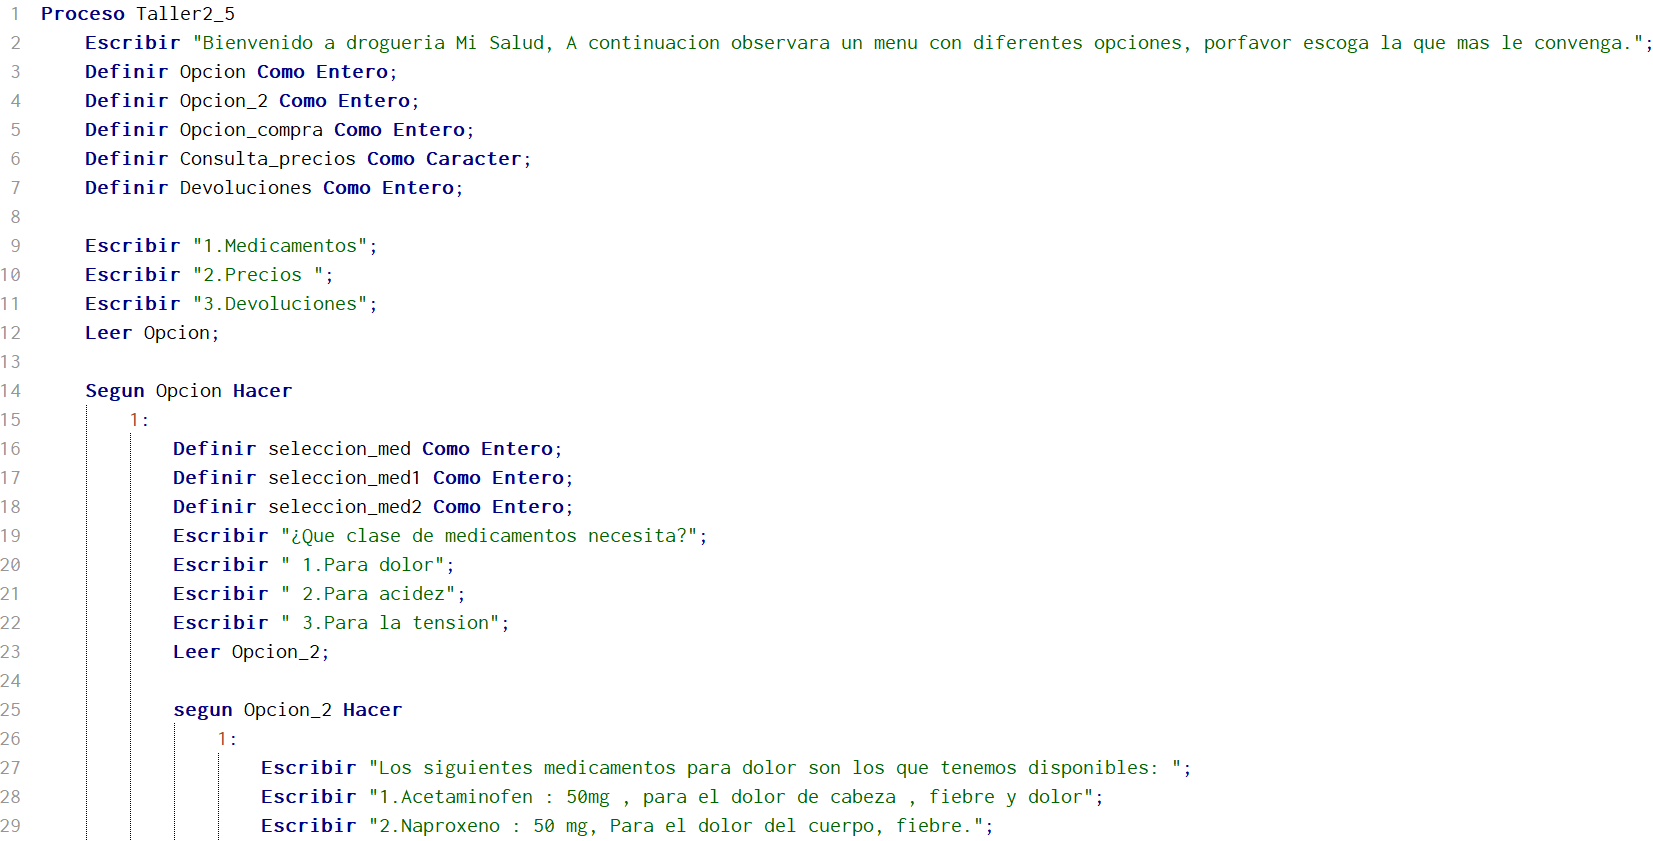 1 Proceso Taller2_5
2 Escribir "Bienvenido a drogueria Mi Salud, A continuacion observara un menu con diferentes opciones, porfavor escoga la que mas le convenga.";
3 Definir Opcion Como Entero;
4 Definir Opcion_2 Como Entero;
5 Definir Opcion_compra Como Entero;
6 Definir Consulta_precios Como Caracter;
7 Definir Devoluciones Como Entero;
8
9 Escribir "1.Medicamentos";
10 Escribir "2.Precios ";
11 Escribir "3.Devoluciones";
12 Leer Opcion;
13
14 Segun Opcion Hacer
15 1:
16 Definir seleccion_med Como Entero;
17 Definir seleccion_med1 Como Entero;
18 Definir seleccion_med2 Como Entero;
19 Escribir "¿Que clase de medicamentos necesita?";
20 Escribir " 1.Para dolor";
21 Escribir " 2.Para acidez";
22 Escribir " 3.Para la tension";
23 Leer Opcion_2;
24
25 segun Opcion_2 Hacer
26 1:
27 Escribir "Los siguientes medicamentos para dolor son los que tenemos disponibles: ";
28 Escribir "1.Acetaminofen : 50mg , para el dolor de cabeza , fiebre y dolor";
29 Escribir "2.Naproxeno : 50 mg, Para el dolor del cuerpo, fiebre.";